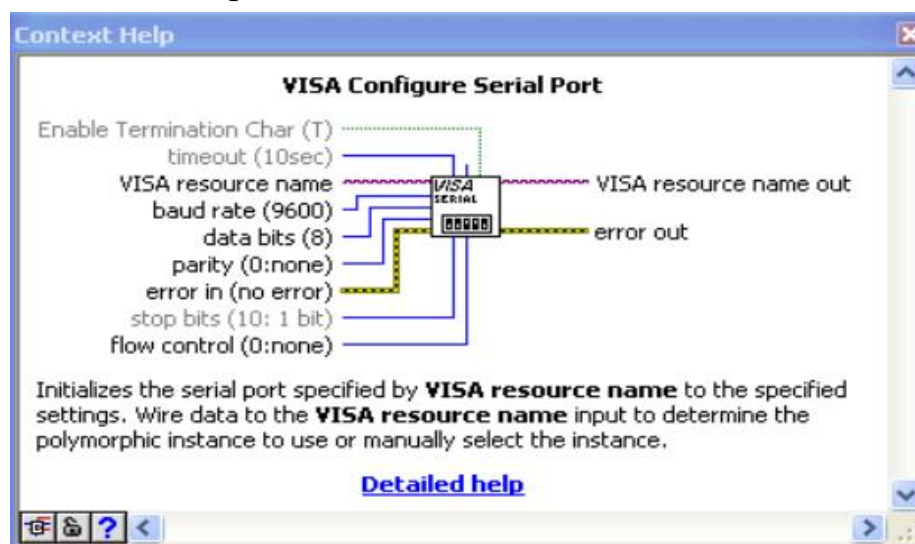 Context Help
VISA Configure Serial Port
Enable Termination Char (T)
timeout (10sec)
VISA resource name
VISA resource name out
baud rate (9600)
data bits (8)
error out
parity (0:none)
error in (no error)
stop bits (10: 1 bit)
flow control (0:none)
VISA
SERIAL
Initializes the serial port specified by VISA resource name to the specified
settings. Wire data to the VISA resource name input to determine the
polymorphic instance to use or manually select the instance.
Detailed help
?